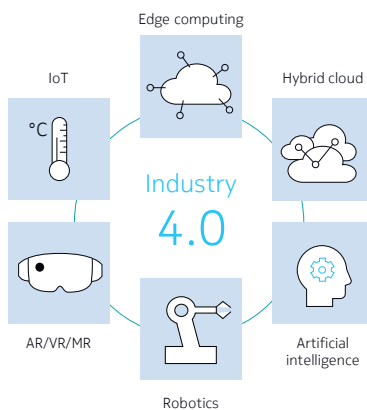 Edge computing
IoT
Hybrid cloud
°C
Industry
4.0
AR/VR/MR
Artificial
intelligence
Robotics